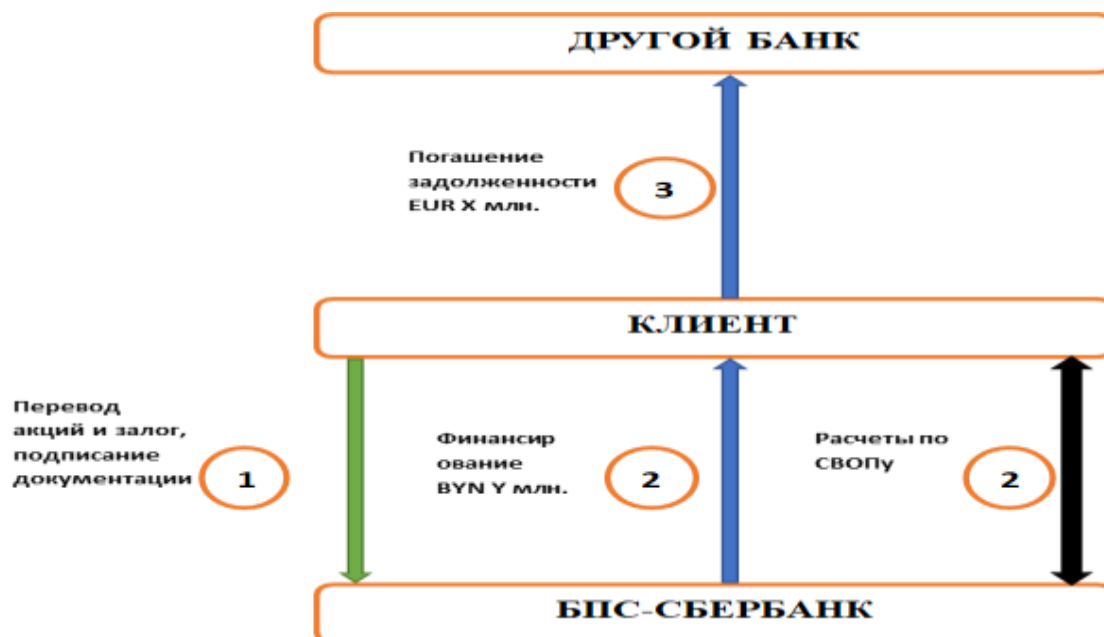 ДРУГОЙ БАНК
Погашение
задолженности
EUR X млн.
3
КЛИЕНТ
Перевод
акций и залог,
подписание
документации
1
Финансир
ование
BYN Y млн.
2
Расчеты по
СВОПу
2
БПС-СБЕРБАНК